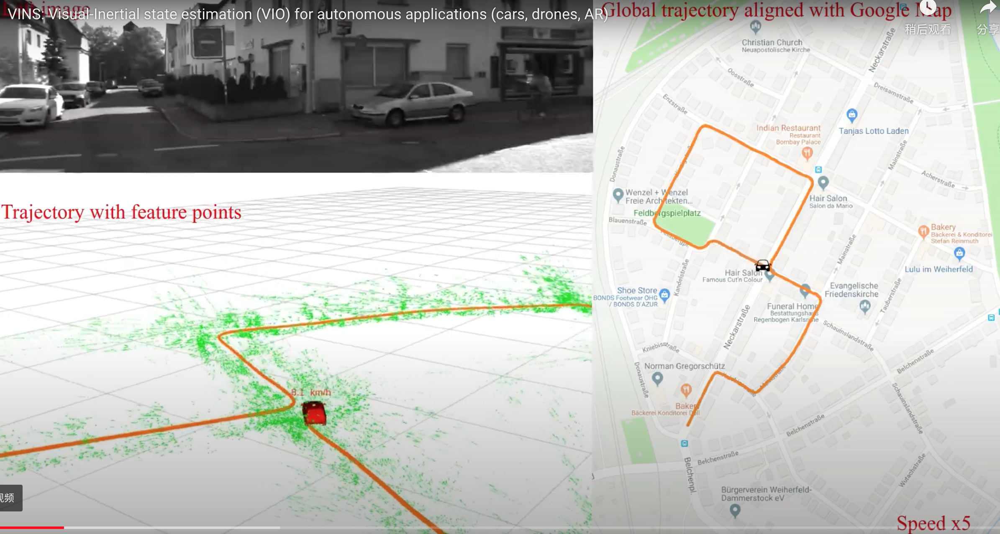 Left image
VINS: Visual-Inertial state estimation (VIO) for autonomous applications (cars, drones, AR)
Global trajectory aligned with Google Map
稍后观看
分享
Trajectory with feature points
8.1 km/h
视频
Christian Church
Neuapostolische Kirche
Neckarstraße
Oosstraße
Dreisamstraße
Enzstraße
Indian Restaurant
Restaurant
Bombay Palace
Tanjas Lotto Laden
Donaustraße
Mainstraße
Acherstraße
Wenzel + Wenzel
Freie Architekten...
Hair Salon
Salon da Mario
Feldbergspielplatz
Blauenstraße
Feldbergpl.
Bakery
Bäckerei & Konditorei
Stefan Reinmuth
Mainstraße
Lulu im Weiherfeld
Hair Salon
Famous Cut'n Colour
Kandelstraße
Shoe Store
BONDS Footwear OHG
/ BONDS D'AZUR
Evangelische
Friedenskirche
Tauberstraße
Funeral Home
Bestattungshaus
Regenbogen Karlsruhe
Neckarstraße
Schauinslandstraße
Kniebisstraße
Belchenstraße
Norman Gregorschütz
Donaustraße
Bakery
Bäckerei Konditorei Döll
Schauinslandstraße
Belchenstraße
Belchenstraße
Belchenpl.
Wutachstraße
Bürgerverein Weiherfeld-
Dammerstock eV
Speed x5